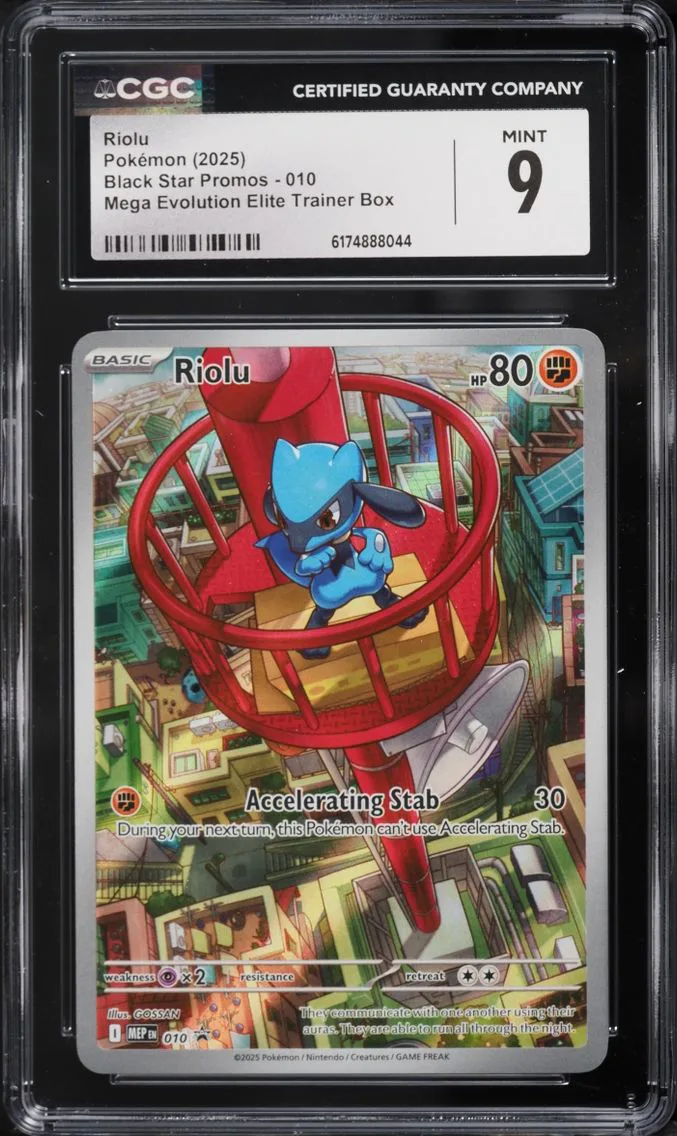 CGC
CERTIFIED GUARANTY COMPANY
Riolu
Pokémon (2025)
Black Star Promos - 010
Mega Evolution Elite Trainer Box
6174888044
MINT
9
BASIC
Riolu
HP 80
Accelerating Stab 30
During your next turn, this Pokémon can't use Accelerating Stab.
weakness ×2 resistance retreat
Illus. GOSSAN
They communicate with one another using their
auras. They are able to run all through the night.
I MEP EN 010
©2025 Pokémon / Nintendo / Creatures / GAME FREAK